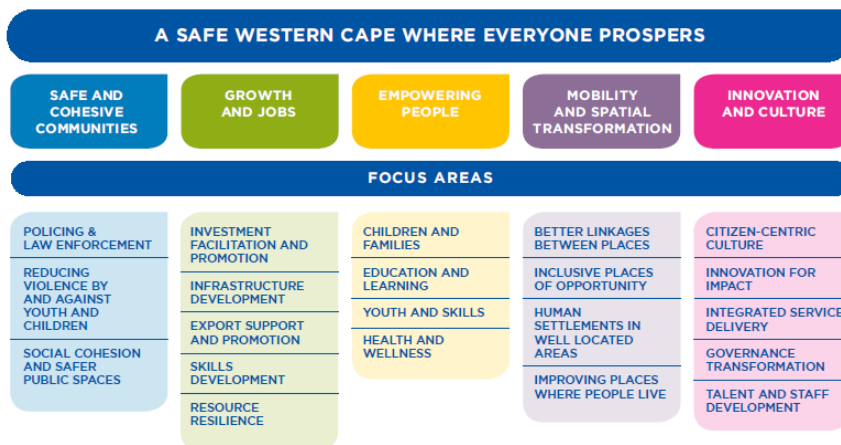 A SAFE WESTERN CAPE WHERE EVERYONE PROSPERS
SAFE AND
COHESIVE
COMMUNITIES
GROWTH
AND JOBS
EMPOWERING
PEOPLE
MOBILITY
AND SPATIAL
TRANSFORMATION
INNOVATION
AND CULTURE
FOCUS AREAS
POLICING &
LAW ENFORCEMENT
REDUCING
VIOLENCE BY
AND AGAINST
YOUTH AND
CHILDREN
SOCIAL COHESION
AND SAFER
PUBLIC SPACES
INVESTMENT
FACILITATION AND
PROMOTION
INFRASTRUCTURE
DEVELOPMENT
EXPORT SUPPORT
AND PROMOTION
SKILLS
DEVELOPMENT
RESOURCE
RESILIENCE
CHILDREN AND
FAMILIES
EDUCATION AND
LEARNING
YOUTH AND SKILLS
HEALTH AND
WELLNESS
BETTER LINKAGES
BETWEEN PLACES
INCLUSIVE PLACES
OF OPPORTUNITY
HUMAN
SETTLEMENTS IN
WELL LOCATED
AREAS
IMPROVING PLACES
WHERE PEOPLE LIVE
CITIZEN-CENTRIC
CULTURE
INNOVATION FOR
IMPACT
INTEGRATED SERVICE
DELIVERY
GOVERNANCE
TRANSFORMATION
TALENT AND STAFF
DEVELOPMENT